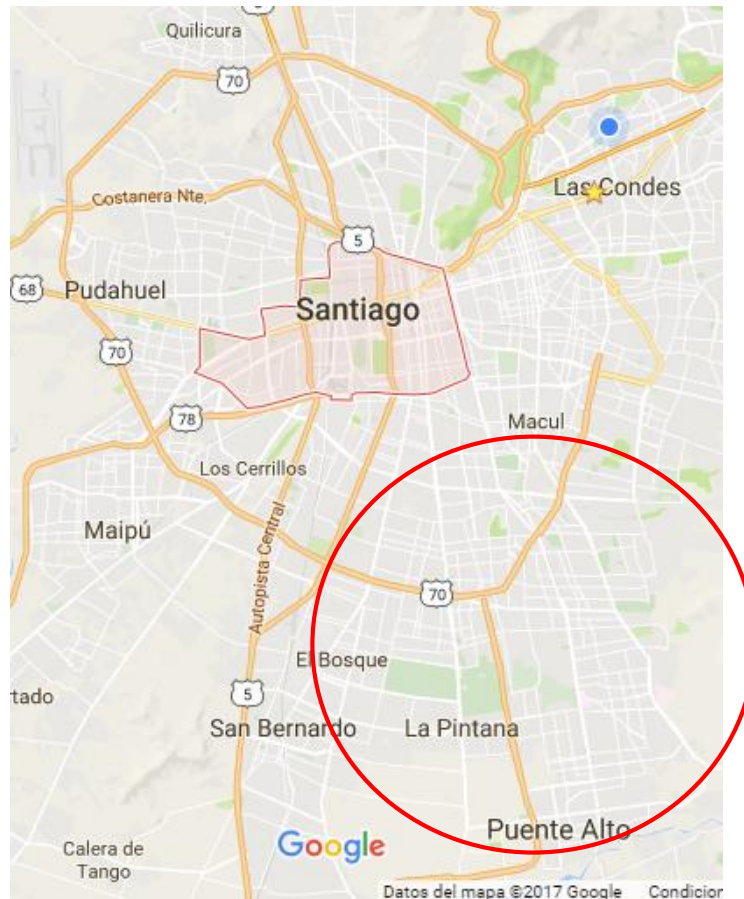 Quilicura
70
Costanera Nte.
Las Condes
5
68
Pudahuel
Santiago
70
78
Macul
Los Cerrillos
Maipú
Autopista Central
70
El Bosque
rtado
5
San Bernardo
La Pintana
Puente Alto
Google
Calera de
Tango
Datos del mapa ©2017 Google Condicion